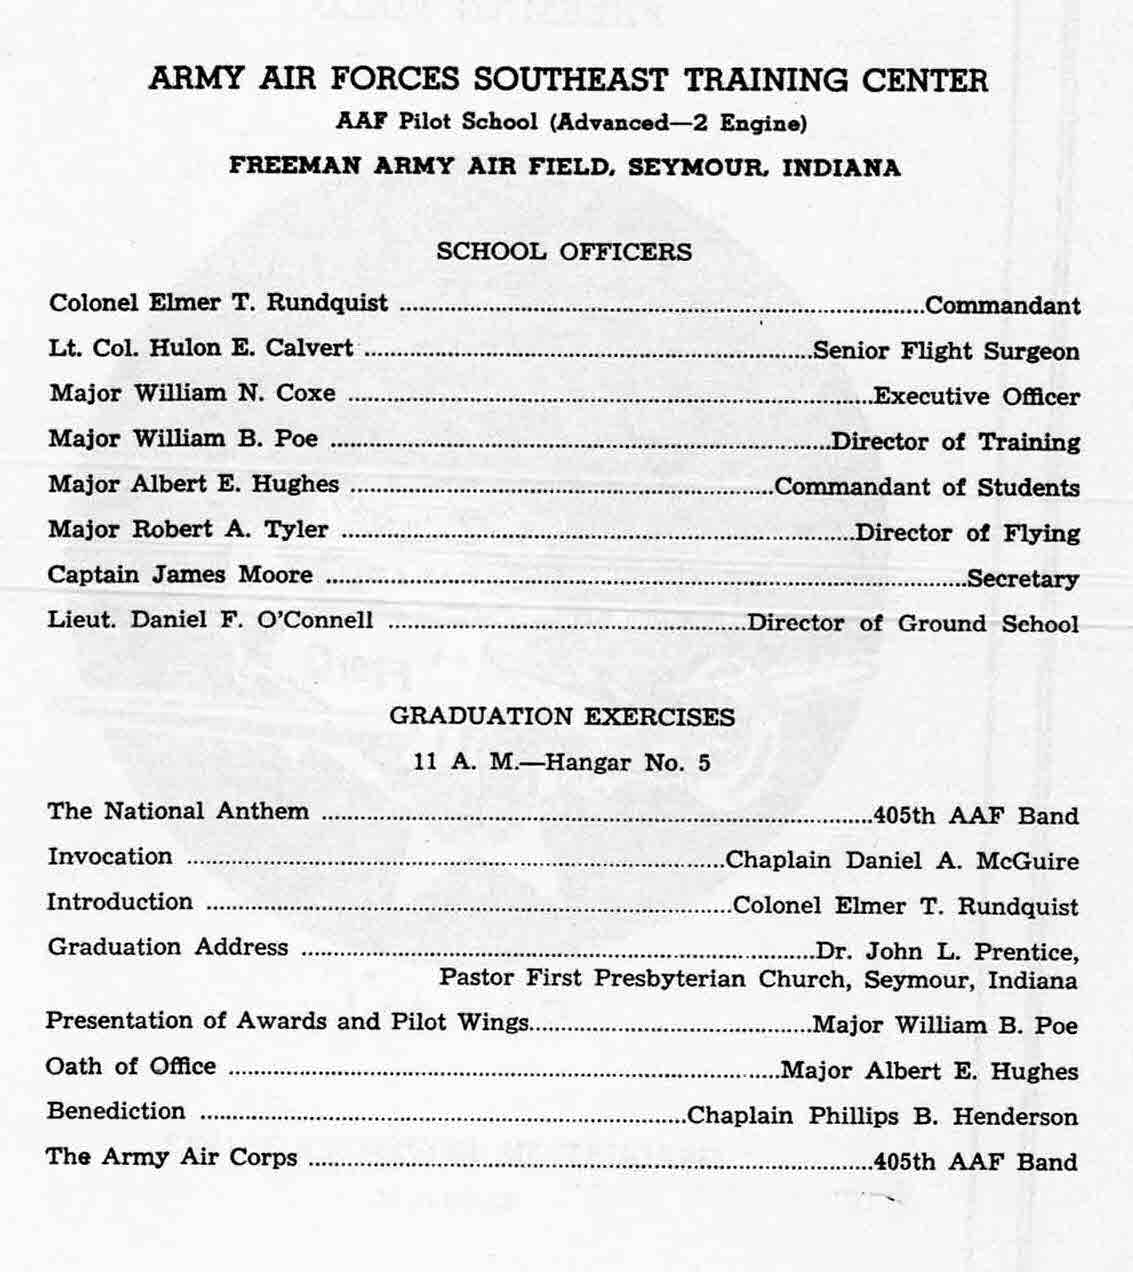 ARMY AIR FORCES SOUTHEAST TRAINING CENTER
AAF Pilot School (Advanced—2 Engine)
FREEMAN ARMY AIR FIELD, SEYMOUR, INDIANA
SCHOOL OFFICERS
Colonel Elmer T. Rundquist ........ Commandant
Lt. Col. Hulon E. Calvert ........ Senior Flight Surgeon
Major William N. Coxe ........ Executive Officer
Major William B. Poe ........ Director of Training
Major Albert E. Hughes ........ Commandant of Students
Major Robert A. Tyler ........ Director of Flying
Captain James Moore ........ Secretary
Lieut. Daniel F. O'Connell ........ Director of Ground School
GRADUATION EXERCISES
11 A. M.—Hangar No. 5
The National Anthem ........ 405th AAF Band
Invocation ........ Chaplain Daniel A. McGuire
Introduction ........ Colonel Elmer T. Rundquist
Graduation Address ........ Dr. John L. Prentice,
Pastor First Presbyterian Church, Seymour, Indiana
Presentation of Awards and Pilot Wings ........ Major William B. Poe
Oath of Office ........ Major Albert E. Hughes
Benediction ........ Chaplain Phillips B. Henderson
The Army Air Corps ........ 405th AAF Band